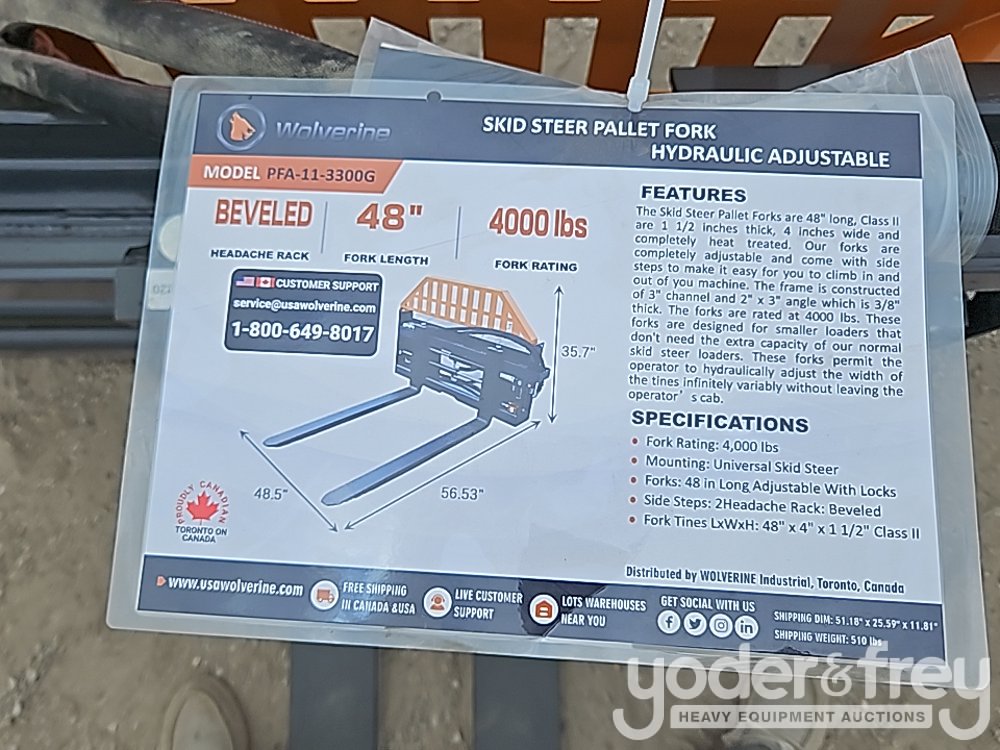 Wolverine
SKID STEER PALLET FORK
HYDRAULIC ADJUSTABLE
MODEL PFA-11-3300G
BEVELED
HEADACHE RACK
48"
FORK LENGTH
4000 lbs
FORK RATING
CUSTOMER SUPPORT
service@usawolverine.com
1-800-649-8017
35.7"
48.5"
56.53"
PROUDLY CANADIAN
TORONTO ON
CANADA
FEATURES
The Skid Steer Pallet Forks are 48" long, Class II
are 1 1/2 inches thick, 4 inches wide and
completely heat treated. Our forks are
completely adjustable and come with side
steps to make it easy for you to climb in and
out of you machine. The frame is constructed
of 3" channel and 2" x 3" angle which is 3/8"
thick. The forks are rated at 4000 lbs. These
forks are designed for smaller loaders that
don't need the extra capacity of our normal
skid steer loaders. These forks permit the
operator to hydraulically adjust the width of
the tines infinitely variably without leaving the
operator's cab.
SPECIFICATIONS
• Fork Rating: 4,000 lbs
• Mounting: Universal Skid Steer
• Forks: 48 in Long Adjustable With Locks
• Side Steps: 2Headache Rack: Beveled
• Fork Tines LxWxH: 48" x 4" x 1 1/2" Class II
Distributed by WOLVERINE Industrial, Toronto, Canada
www.usawolverine.com
FREE SHIPPING
IN CANADA &USA
LIVE CUSTOMER
SUPPORT
LOTS WAREHOUSES
NEAR YOU
GET SOCIAL WITH US
SHIPPING DIM: 51.18" x 25.59" x 11.81"
SHIPPING WEIGHT: 510 lbs
yoder&frey
HEAVY EQUIPMENT AUCTIONS